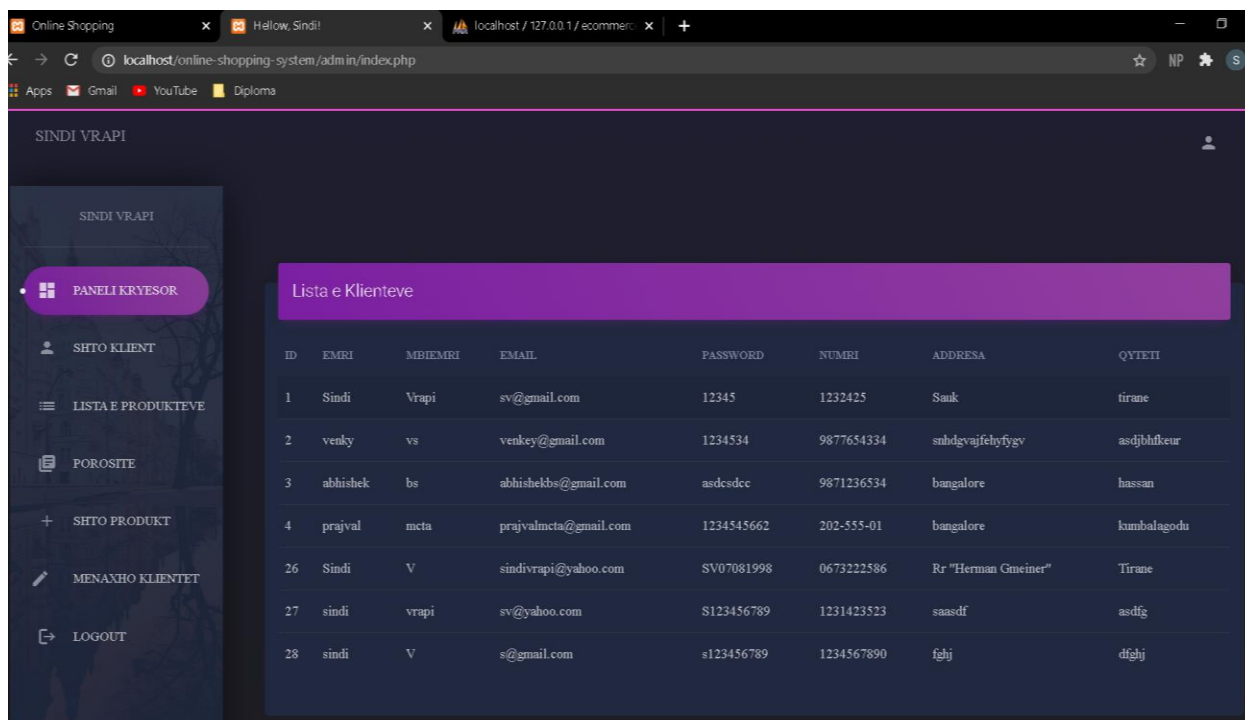 Online Shopping
Hellow, Sindi!
localhost / 127.0.0.1 / ecommerc
localhost/online-shopping-system/admin/index.php
NP
S
Apps Gmail YouTube Diploma
SINDI VRAPI
SINDI VRAPI
PANELI KRYESOR
SHTO KLIENT
LISTA E PRODUKTEVE
POROSITE
SHTO PRODUKT
MENAXHO KLIENTET
LOGOUT
Lista e Klienteve
ID EMRI MBIEMRI EMAIL PASSWORD NUMRI ADDRESA QYTETI
1 Sindi Vrapi sv@gmail.com 12345 1232425 Sauk tirane
2 venky vs venkey@gmail.com 1234534 9877654334 snhdgvajfehyfygv asdjbhfkeur
3 abhishek bs abhishekbs@gmail.com asdcsdcc 9871236534 bangalore hassan
4 prajval mcta prajvalmcta@gmail.com 1234545662 202-555-01 bangalore kumbalagodu
26 Sindi V sindivrapi@yahoo.com SV07081998 0673222586 Rr "Herman Gmeiner" Tirane
27 sindi vrapi sv@yahoo.com S123456789 1231423523 saasdf asdfg
28 sindi V s@gmail.com s123456789 1234567890 fghj dfghj